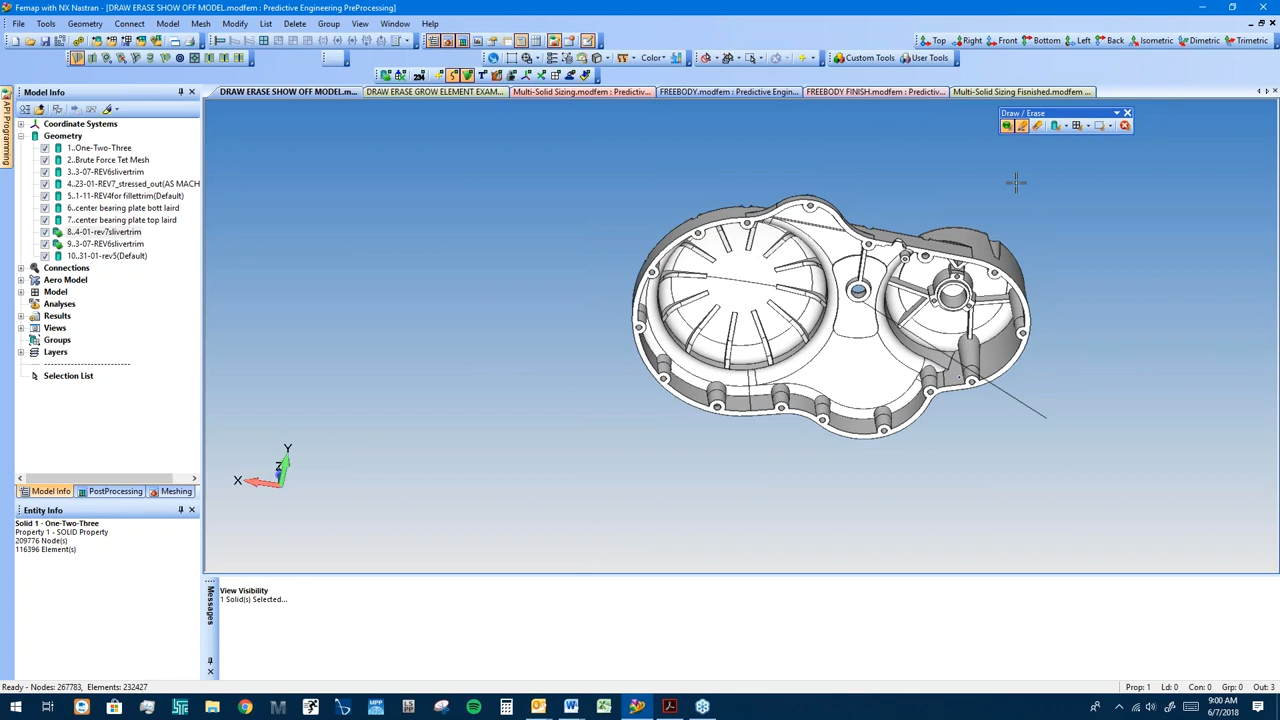 Femap with NX Nastran - [DRAW ERASE SHOW OFF MODEL.modfem : Predictive Engineering PreProcessing]
File Tools Geometry Connect Model Mesh Modify List Delete Group View Window Help
Top Right Front Bottom Left Back Isometric Dimetric Trimetric
Color Custom Tools User Tools
API Programming
Model Info
DRAW ERASE SHOW OFF MODEL.m...
DRAW ERASE GROW ELEMENT EXAM...
Multi-Solid Sizing.modfem : Predictiv...
FREEBODY.modfem : Predictive Engin...
FREEBODY FINISH.modfem : Predictiv...
Multi-Solid Sizing Fisnished.modfem ...
Draw / Erase
Coordinate Systems
Geometry
1..One-Two-Three
2..Brute Force Tet Mesh
3..3-07-REV6slivertrim
4..23-01-REV7_stressed_out(AS MACH
5..1-11-REV4for fillettrim(Default)
6..center bearing plate bott laird
7..center bearing plate top laird
8..4-01-rev7slivertrim
9..3-07-REV6slivertrim
10..31-01-rev5(Default)
Connections
Aero Model
Model
Analyses
Results
Views
Groups
Layers
Selection List
Y
Z
X
Model Info PostProcessing Meshing
Entity Info
Solid 1 - One-Two-Three
Property 1 - SOLID Property
209776 Node(s)
116396 Element(s)
Messages
View Visibility
1 Solid(s) Selected...
Ready - Nodes: 267783, Elements: 232427
Prop: 1 Ld: 0 Con: 0 Grp: 0 Out: 3
9:00 AM
6/7/2018